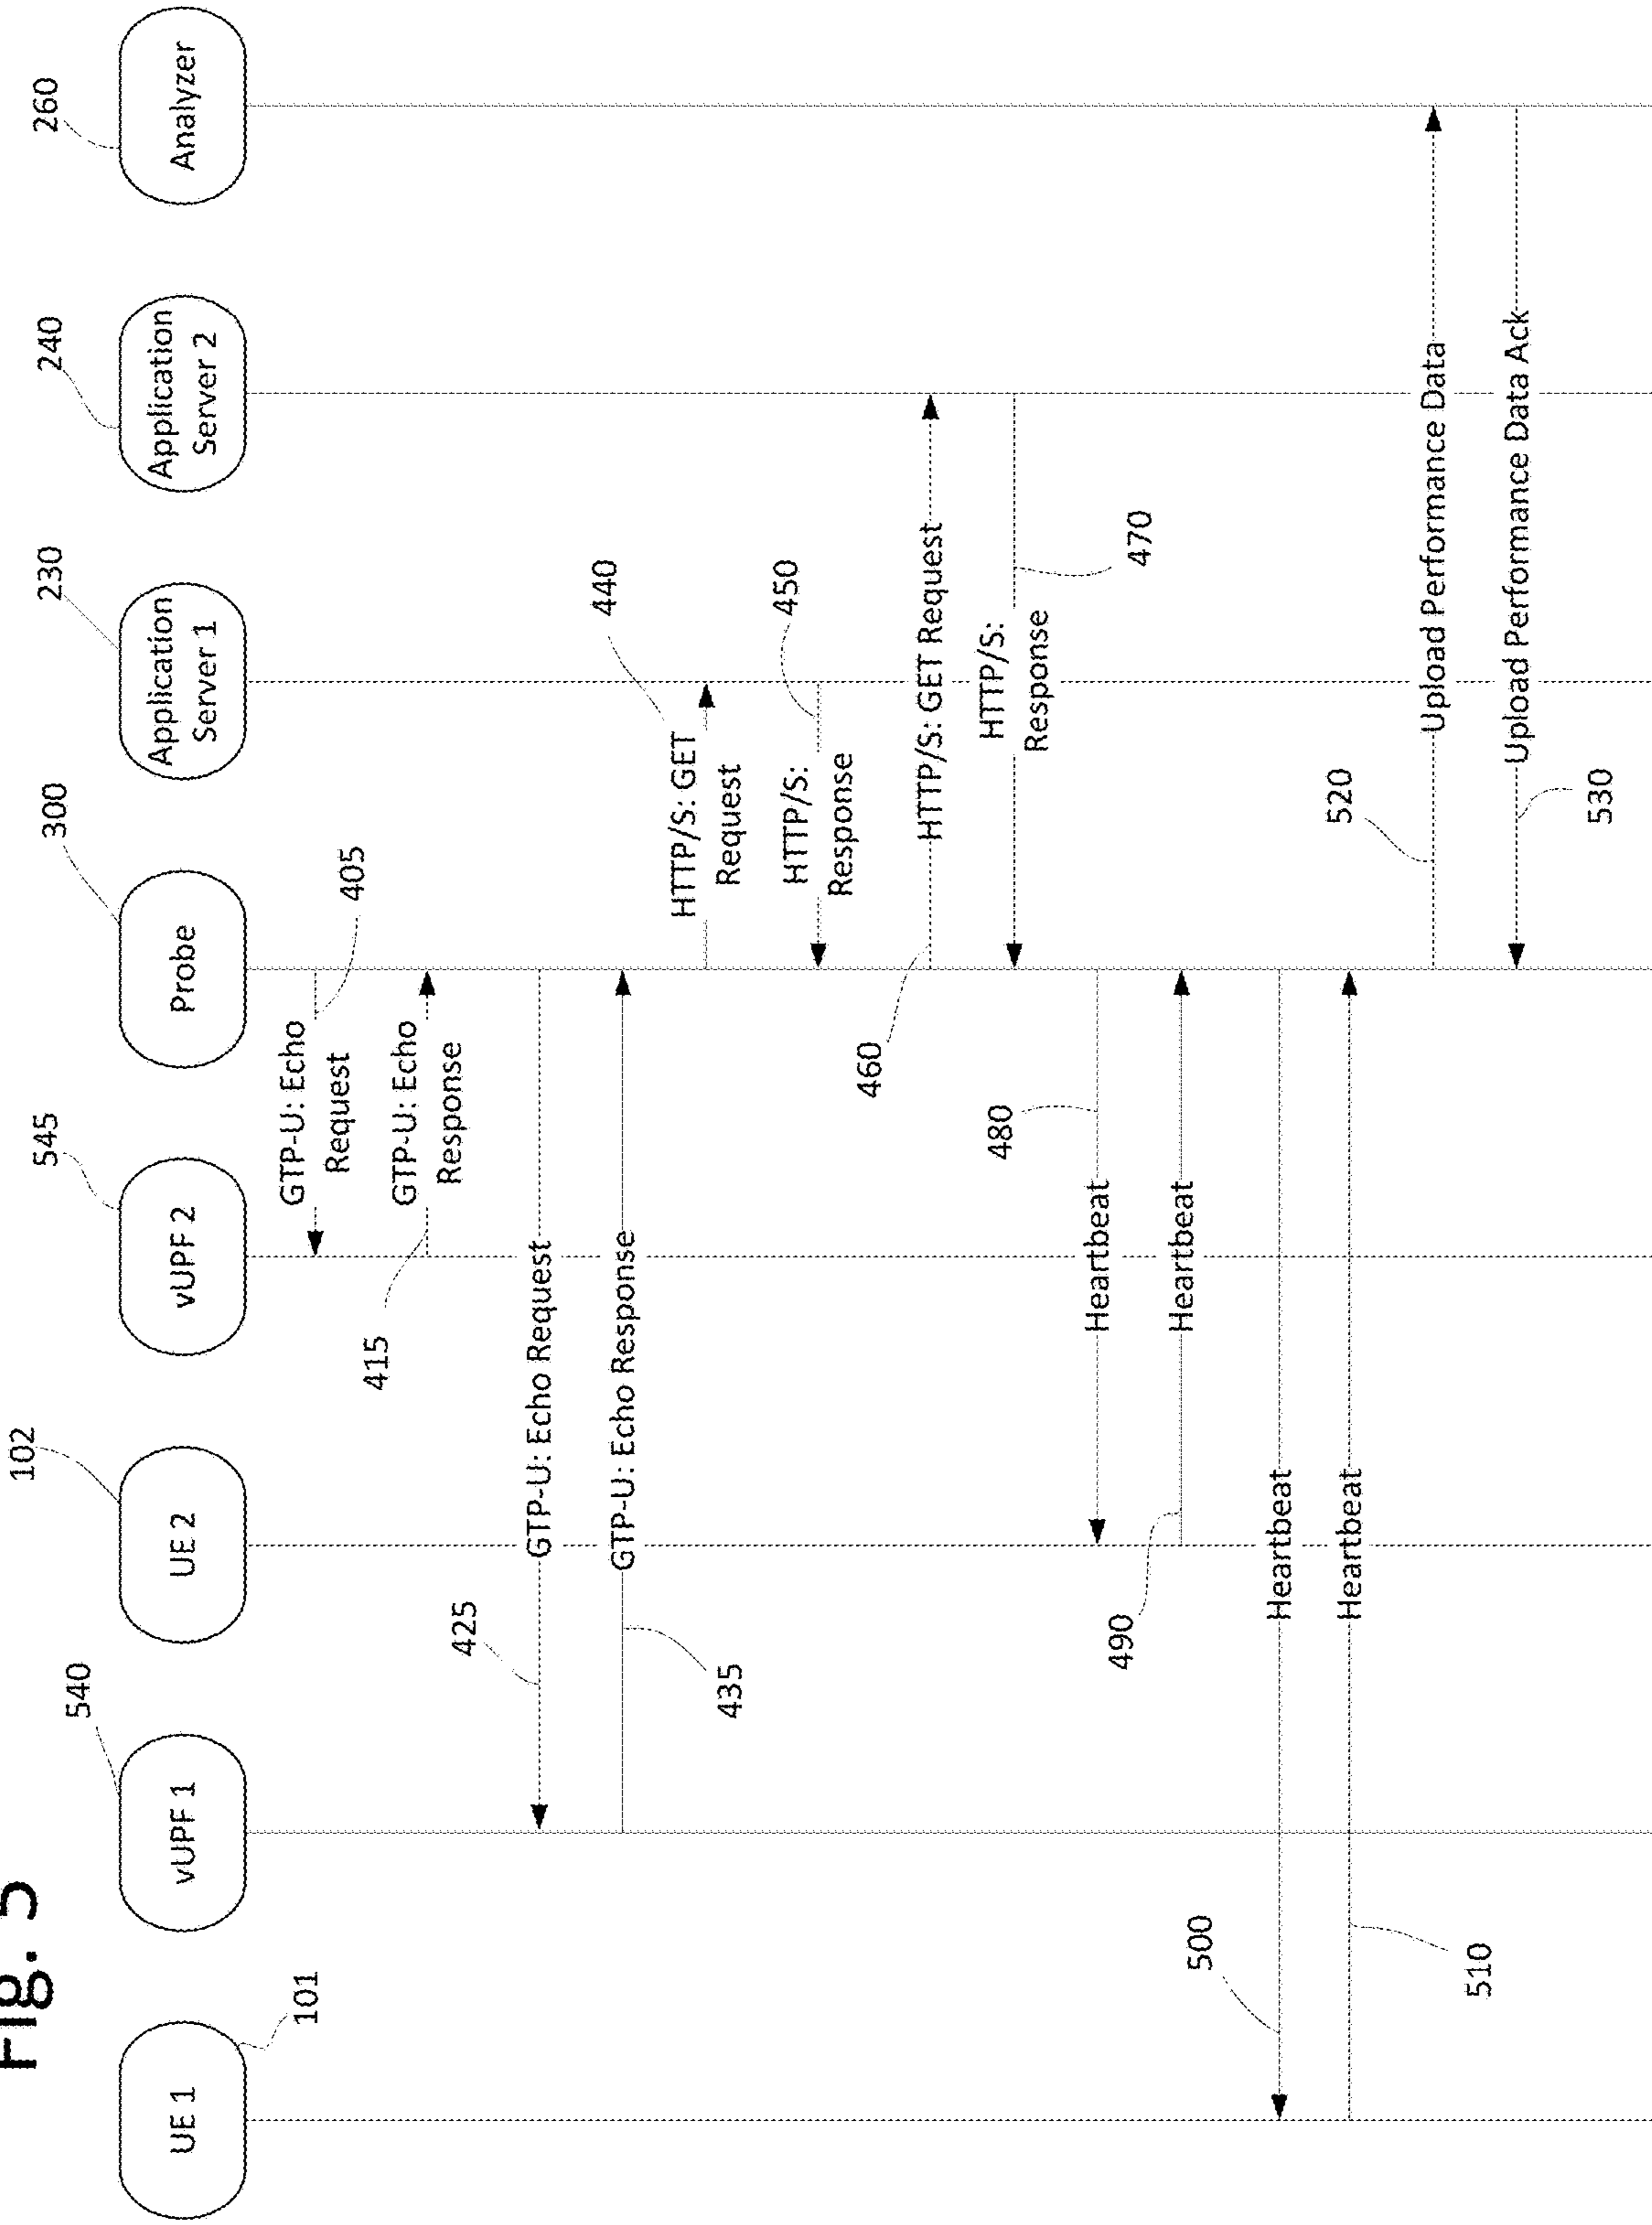 Fig. 5
UE 1
101
vUPF 1
540
UE 2
102
vUPF 2
545
Probe
300
Application
Server 1
230
Application
Server 2
240
Analyzer
260
GTP-U: Echo
Request
405
GTP-U: Echo
Response
415
GTP-U: Echo Request
425
GTP-U: Echo Response
435
HTTP/S: GET
Request
440
HTTP/S:
Response
450
HTTP/S: GET Request
460
HTTP/S:
Response
470
Heartbeat
480
Heartbeat
490
Heartbeat
500
Heartbeat
510
Upload Performance Data
520
Upload Performance Data Ack
530